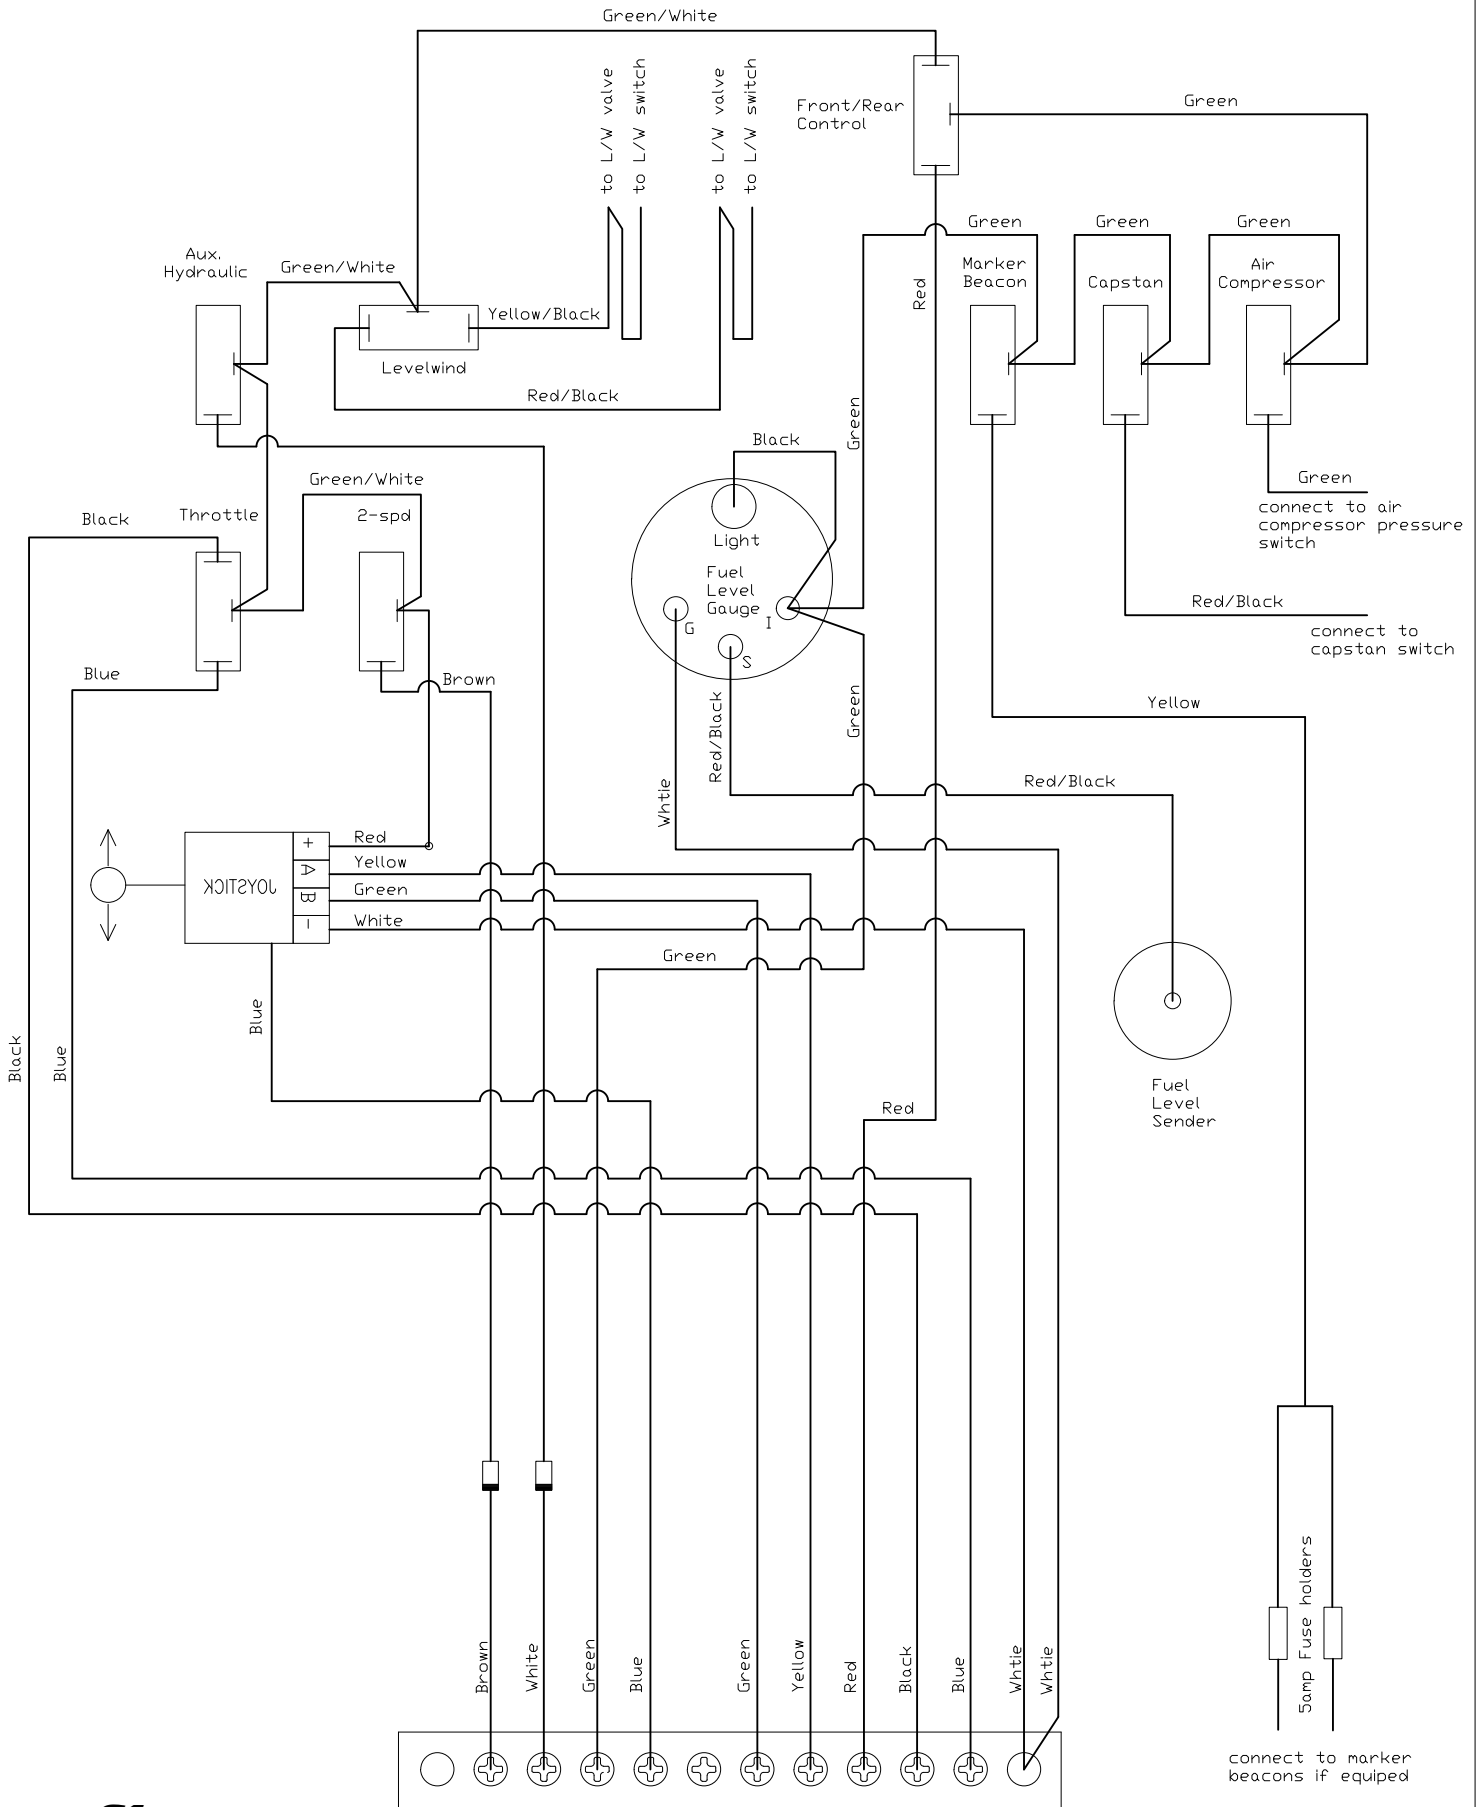 Green/White
to L/W valve
to L/W switch
to L/W valve
to L/W switch
Front/Rear
Control
Green
Green
Green
Green
Aux.
Hydraulic
Green/White
Marker
Beacon
Capstan
Air
Compressor
Red
Yellow/Black
Levelwind
Red/Black
Green
Black
Green/White
Green
connect to air
compressor pressure
switch
Black
Throttle
2-spd
Light
Fuel
Level
Gauge
G
I
S
Red/Black
connect to
capstan switch
Blue
Brown
Red/Black
Green
Yellow
Whtie
Red/Black
JOYSTICK
+
A
B
-
Red
Yellow
Green
White
Green
Blue
Black
Blue
Fuel
Level
Sender
Red
5amp Fuse holders
Brown
White
Green
Blue
Green
Yellow
Red
Black
Blue
Whtie
Whtie
connect to marker
beacons if equiped